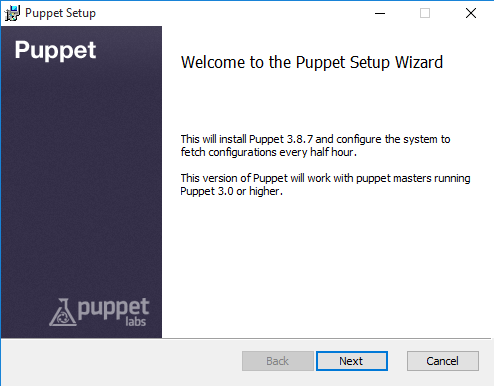 Puppet Setup
Puppet
Welcome to the Puppet Setup Wizard
This will install Puppet 3.8.7 and configure the system to
fetch configurations every half hour.
This version of Puppet will work with puppet masters running
Puppet 3.0 or higher.
puppet
labs
Back
Next
Cancel